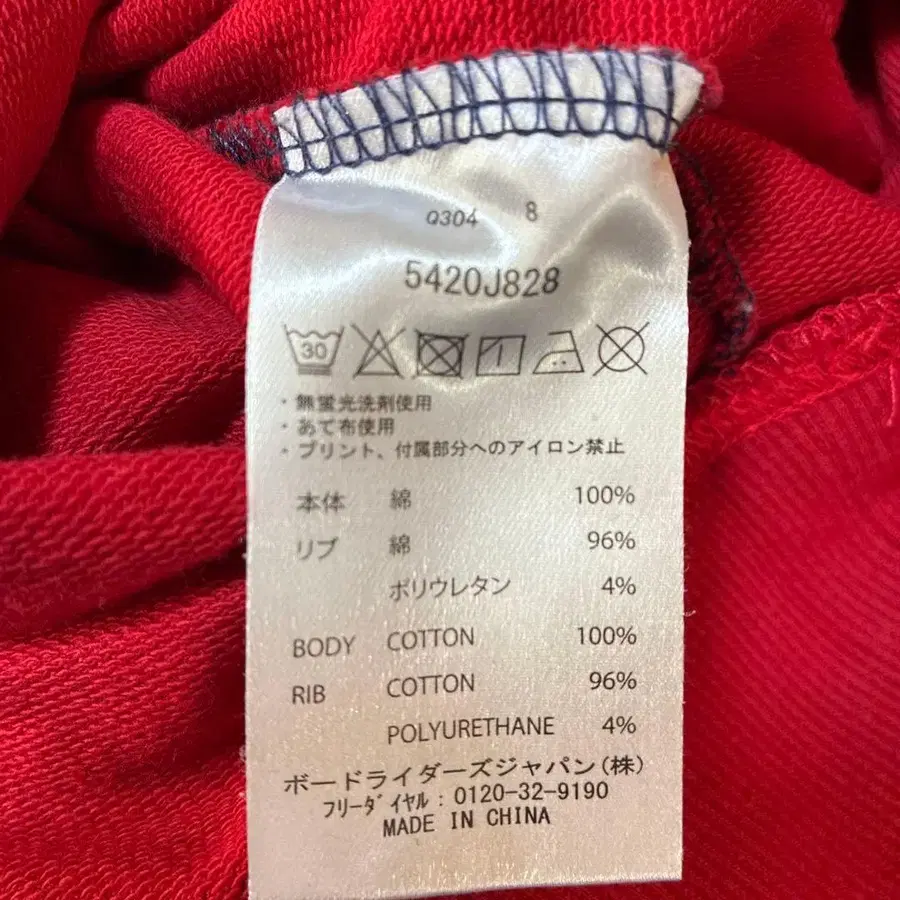 Q304 8
5420J828
30
・無蛍光洗剤使用
・あて布使用
・プリント、付属部分へのアイロン禁止
本体 綿 100%
リブ 綿 96%
ポリウレタン 4%
BODY COTTON 100%
RIB COTTON 96%
POLYURETHANE 4%
ボードライダーズジャパン(株)
フリーダイヤル:0120-32-9190
MADE IN CHINA